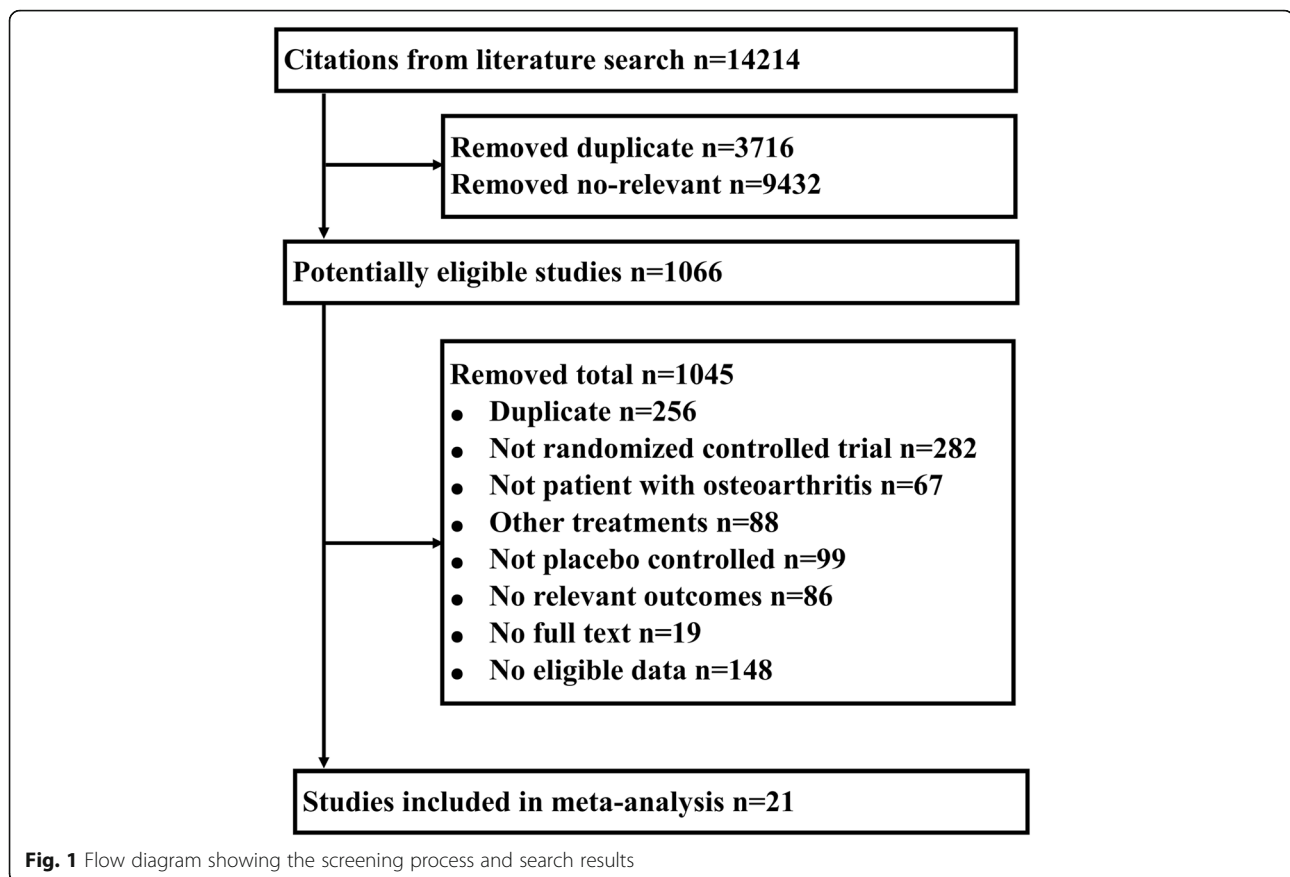 Citations from literature search n=14214
Removed duplicate n=3716
Removed no-relevant n=9432
Potentially eligible studies n=1066
Removed total n=1045
● Duplicate n=256
● Not randomized controlled trial n=282
● Not patient with osteoarthritis n=67
● Other treatments n=88
● Not placebo controlled n=99
● No relevant outcomes n=86
● No full text n=19
● No eligible data n=148
Studies included in meta-analysis n=21
Fig. 1 Flow diagram showing the screening process and search results